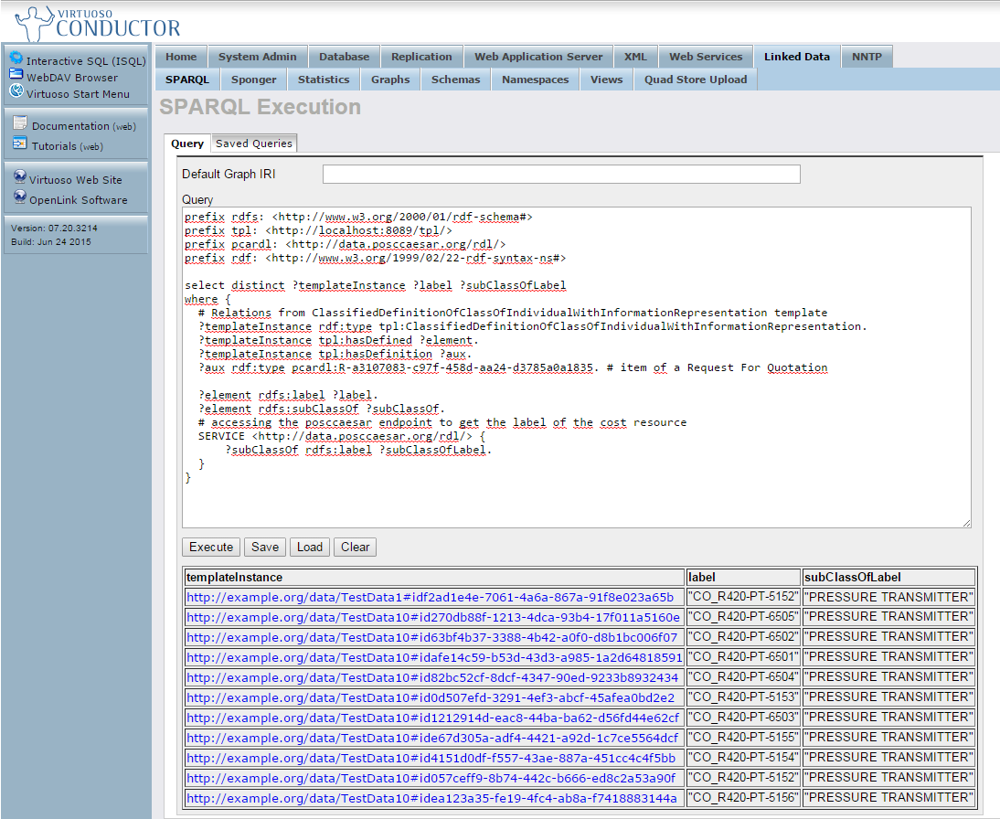 VIRTUOSO
CONDUCTOR
Interactive SQL (ISQL)
WebDAV Browser
Virtuoso Start Menu
Documentation (web)
Tutorials (web)
Virtuoso Web Site
OpenLink Software
Version: 07.20.3214
Build: Jun 24 2015
Home System Admin Database Replication Web Application Server XML Web Services Linked Data NNTP
SPARQL Sponger Statistics Graphs Schemas Namespaces Views Quad Store Upload
SPARQL Execution
Query Saved Queries
Default Graph IRI
Query
prefix rdfs: <http://www.w3.org/2000/01/rdf-schema#>
prefix tpl: <http://localhost:8089/tpl/>
prefix pcardl: <http://data.posccaesar.org/rdl/>
prefix rdf: <http://www.w3.org/1999/02/22-rdf-syntax-ns#>
select distinct ?templateInstance ?label ?subClassOfLabel
where {
# Relations from ClassifiedDefinitionOfClassOfIndividualWithInformationRepresentation template
?templateInstance rdf:type tpl:ClassifiedDefinitionOfClassOfIndividualWithInformationRepresentation.
?templateInstance tpl:hasDefined ?element.
?templateInstance tpl:hasDefinition ?aux.
?aux rdf:type pcardl:R-a3107083-c97f-458d-aa24-d3785a0a1835. # item of a Request For Quotation
?element rdfs:label ?label.
?element rdfs:subClassOf ?subClassOf.
# accessing the posccaesar endpoint to get the label of the cost resource
SERVICE <http://data.posccaesar.org/rdl/> {
?subClassOf rdfs:label ?subClassOfLabel.
}
}
Execute Save Load Clear
templateInstance label subClassOfLabel
http://example.org/data/TestData1#idf2ad1e4e-7061-4a6a-867a-91f8e023a65b "CO_R420-PT-5152" "PRESSURE TRANSMITTER"
http://example.org/data/TestData10#id270db88f-1213-4dca-93b4-17f011a5160e "CO_R420-PT-6505" "PRESSURE TRANSMITTER"
http://example.org/data/TestData10#id63bf4b37-3388-4b42-a0f0-d8b1bc006f07 "CO_R420-PT-6502" "PRESSURE TRANSMITTER"
http://example.org/data/TestData10#idafe14c59-b53d-43d3-a985-1a2d64818591 "CO_R420-PT-6501" "PRESSURE TRANSMITTER"
http://example.org/data/TestData10#id82bc52cf-8dcf-4347-90ed-9233b8932434 "CO_R420-PT-6504" "PRESSURE TRANSMITTER"
http://example.org/data/TestData10#id0d507efd-3291-4ef3-abcf-45afea0bd2e2 "CO_R420-PT-5153" "PRESSURE TRANSMITTER"
http://example.org/data/TestData10#id1212914d-eac8-44ba-ba62-d56fd44e62cf "CO_R420-PT-6503" "PRESSURE TRANSMITTER"
http://example.org/data/TestData10#ide67d305a-adf4-4421-a92d-1c7ce5564dcf "CO_R420-PT-5155" "PRESSURE TRANSMITTER"
http://example.org/data/TestData10#id4151d0df-f557-43ae-887a-451cc4c4f5bb "CO_R420-PT-5154" "PRESSURE TRANSMITTER"
http://example.org/data/TestData10#id057ceff9-8b74-442c-b666-ed8c2a53a90f "CO_R420-PT-5152" "PRESSURE TRANSMITTER"
http://example.org/data/TestData10#idea123a35-fe19-4fc4-ab8a-f7418883144a "CO_R420-PT-5156" "PRESSURE TRANSMITTER"